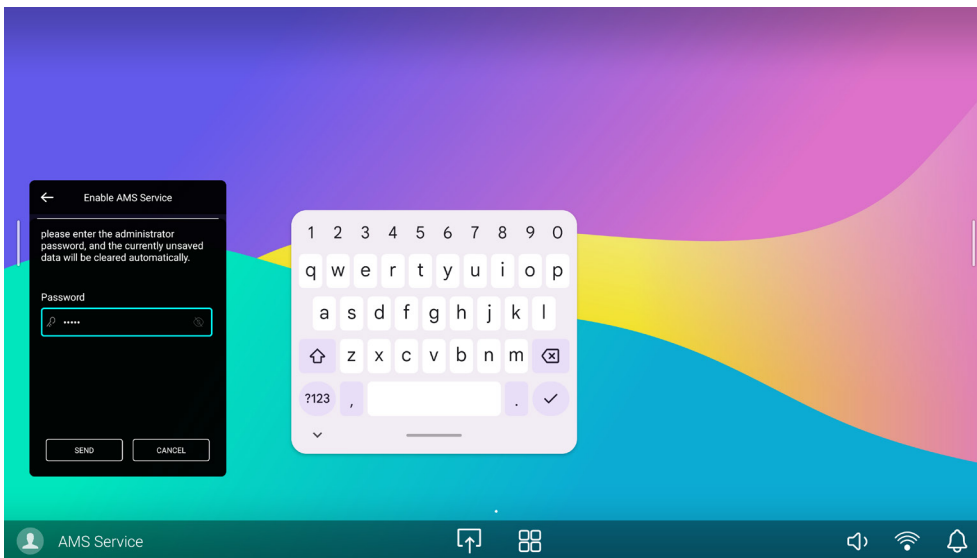 Enable AMS Service
please enter the administrator
password, and the currently unsaved
data will be cleared automatically.
Password
•••••
SEND CANCEL
1 2 3 4 5 6 7 8 9 0
q w e r t y u i o p
a s d f g h j k l
z x c v b n m
?123 , .
AMS Service